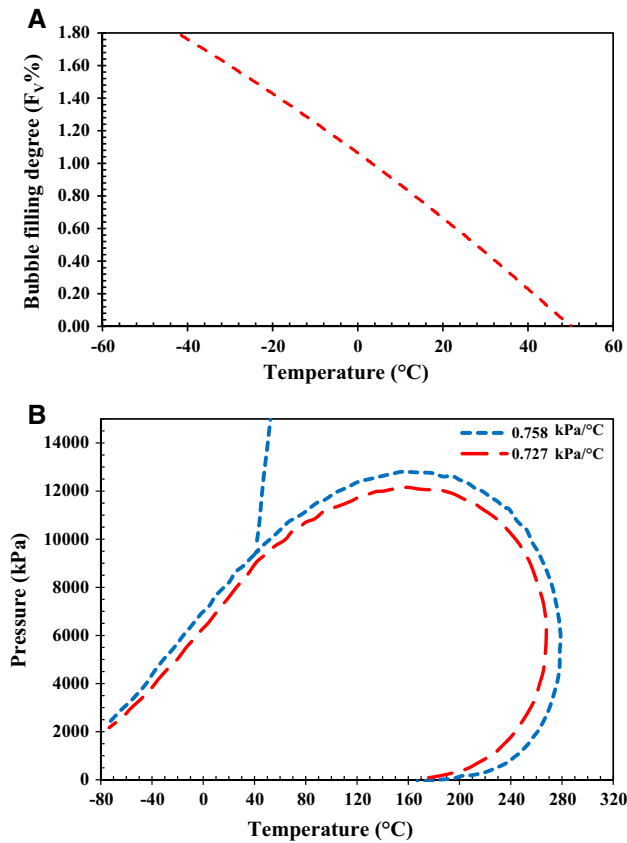 A
Bubble filling degree (F_V%)
1.80
1.60
1.40
1.20
1.00
0.80
0.60
0.40
0.20
0.00
-60 -40 -20 0 20 40 60
Temperature (°C)
B
Pressure (kPa)
14000
12000
10000
8000
6000
4000
2000
0
0.758 kPa/°C
0.727 kPa/°C
-80 -40 0 40 80 120 160 200 240 280 320
Temperature (°C)